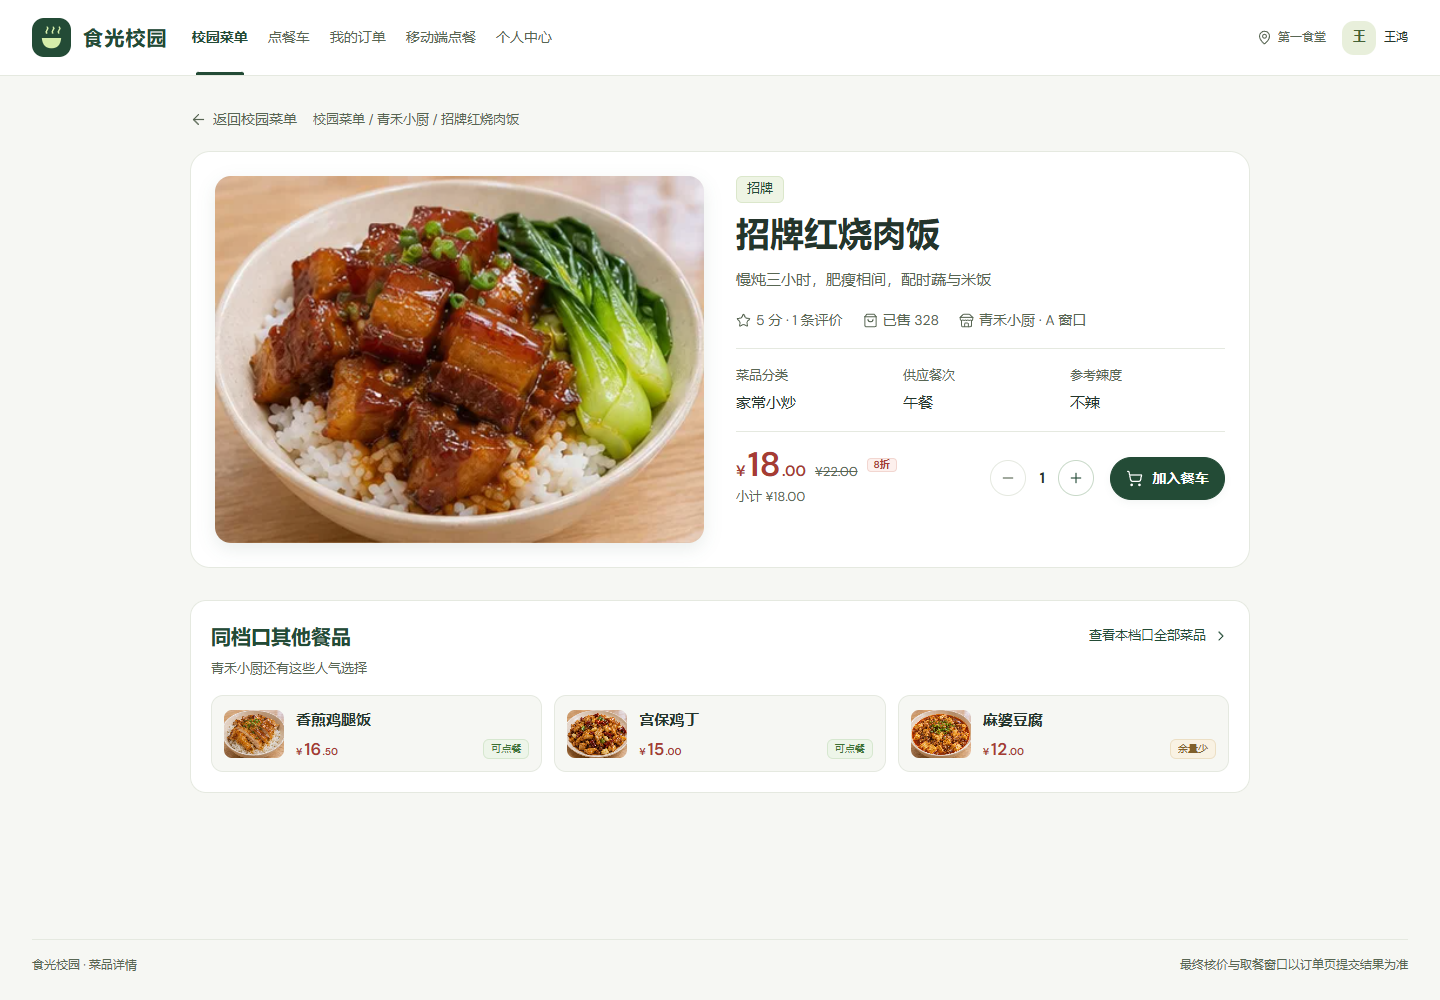 食光校园
校园菜单 点餐车 我的订单 移动端点餐 个人中心
第一食堂 王 王鸿
返回校园菜单 校园菜单 / 青禾小厨 / 招牌红烧肉饭
招牌
招牌红烧肉饭
慢炖三小时，肥瘦相间，配时蔬与米饭
5 分 · 1 条评价 已售 328 青禾小厨 · A 窗口
菜品分类 供应餐次 参考辣度
家常小炒 午餐 不辣
¥18.00 ¥22.00 8折
小计 ¥18.00
1
加入餐车
同档口其他餐品
查看本档口全部菜品
青禾小厨还有这些人气选择
香煎鸡腿饭
¥16.50 可点餐
宫保鸡丁
¥15.00 可点餐
麻婆豆腐
¥12.00 余量少
食光校园 · 菜品详情
最终核价与取餐窗口以订单页提交结果为准